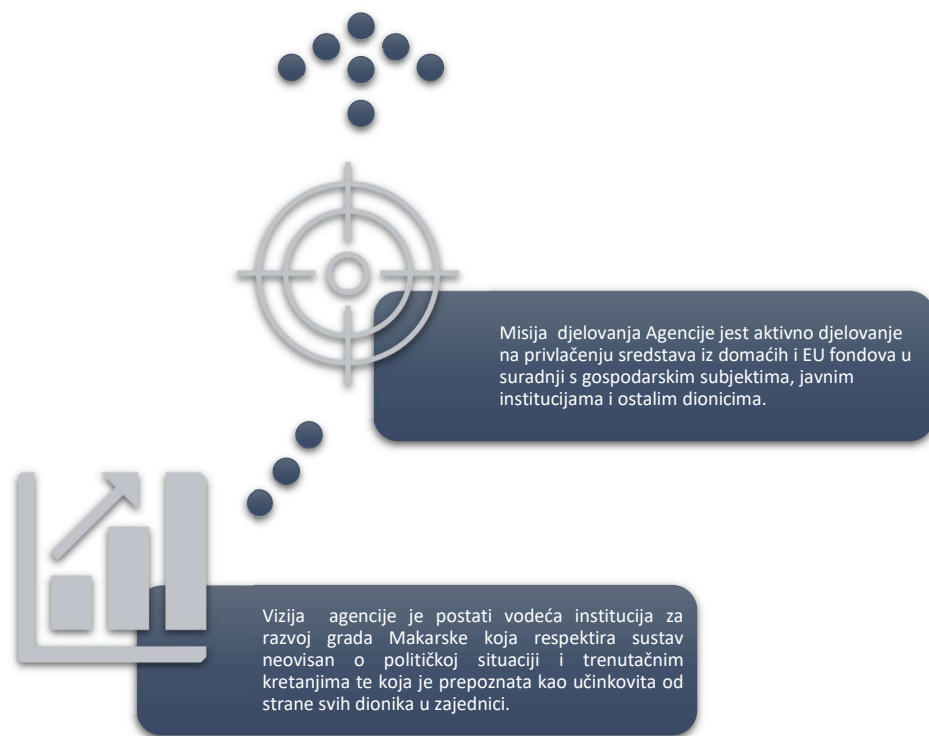 Misija  djelovanja Agencije jest aktivno djelovanje
na privlačenju sredstava iz domaćih i EU fondova u
suradnji s gospodarskim subjektima, javnim
institucijama i ostalim dionicima.
Vizija agencije je postati vodeća institucija za
razvoj grada Makarske koja respektira sustav
neovisan o političkoj situaciji i trenutačnim
kretanjima te koja je prepoznata kao učinkovita od
strane svih dionika u zajednici.